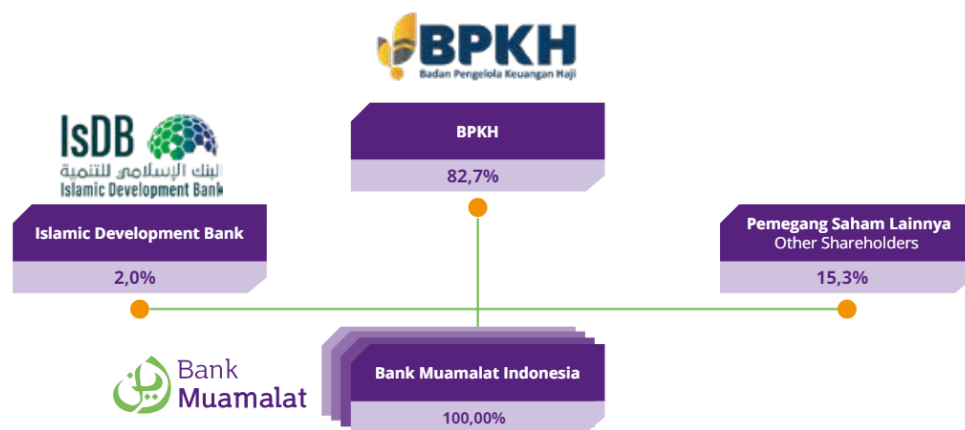 BPKH
Badan Pengelola Keuangan Haji
BPKH
82,7%
IsDB
البنك الإسلامي للتنمية
Islamic Development Bank
Islamic Development Bank
2,0%
Pemegang Saham Lainnya
Other Shareholders
15,3%
Bank
Muamalat
Bank Muamalat Indonesia
100,00%